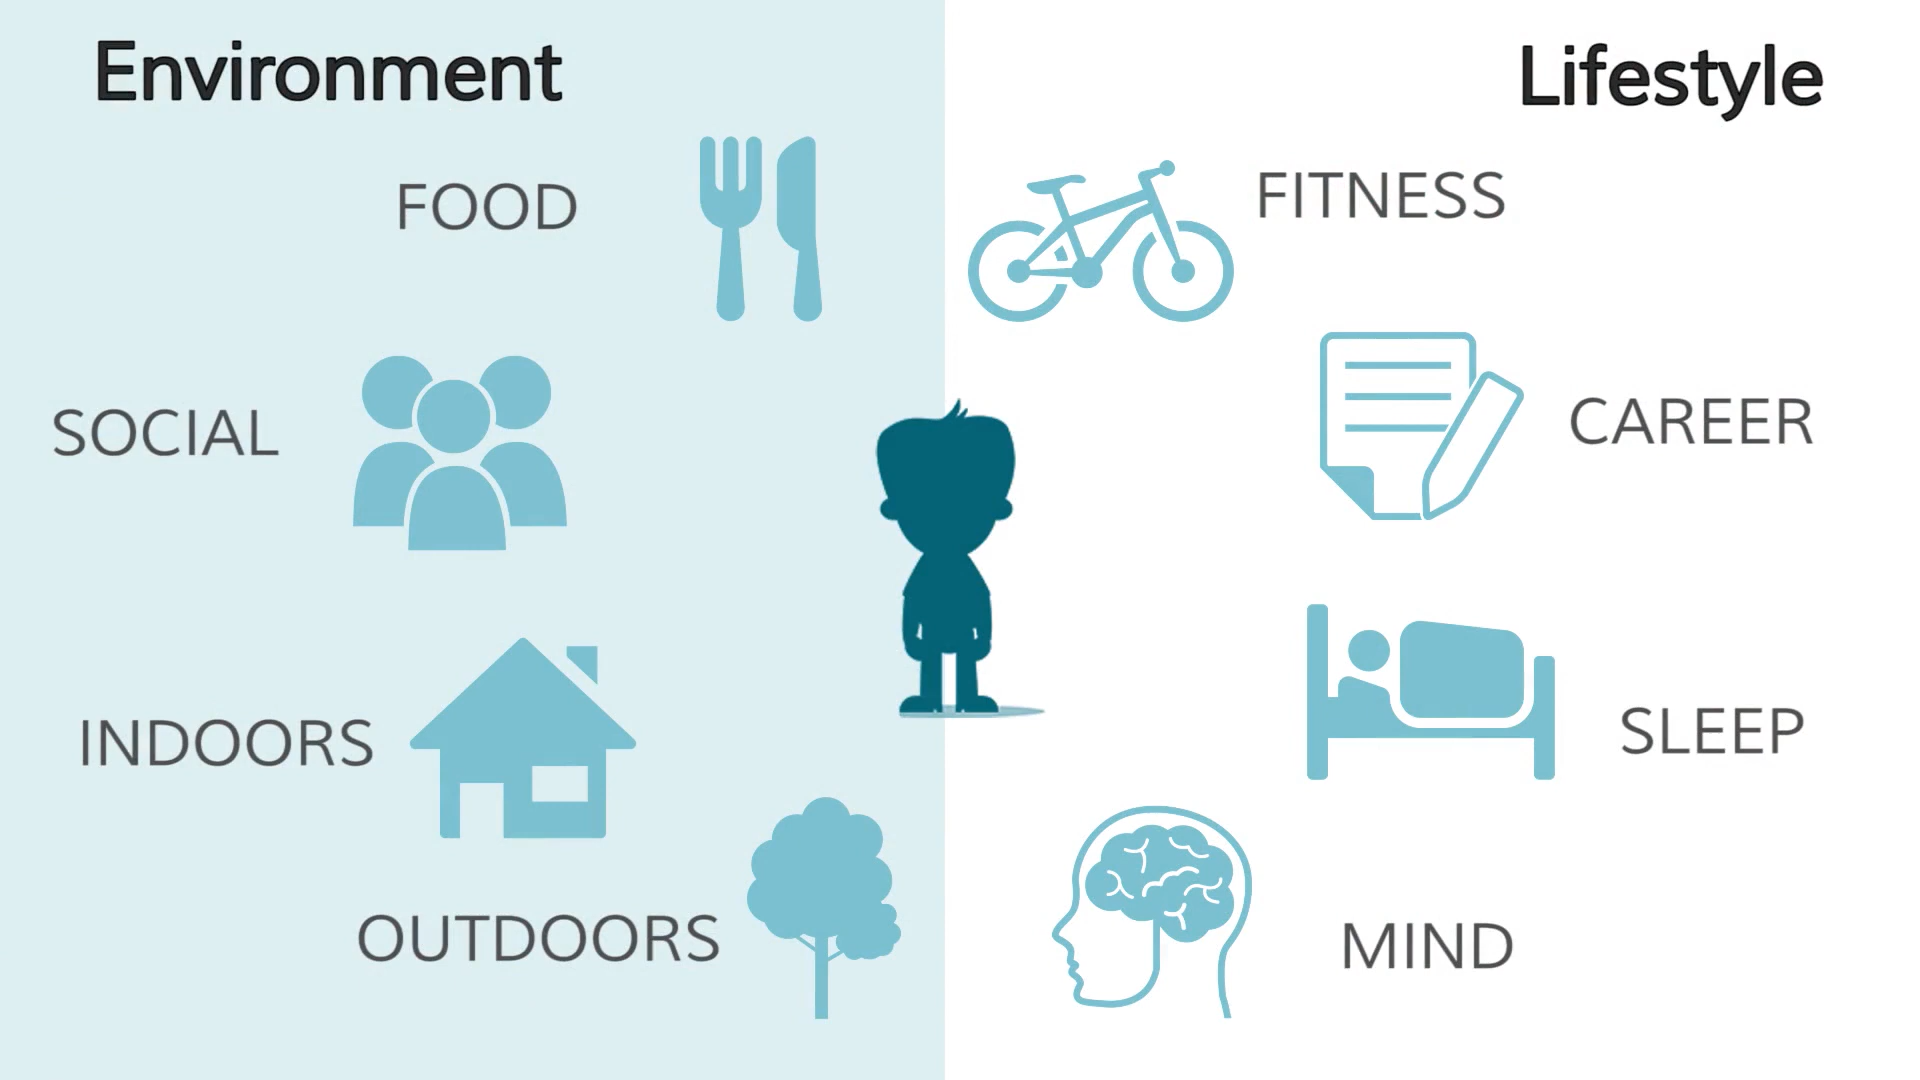 Environment
FOOD
SOCIAL
INDOORS
OUTDOORS
Lifestyle
FITNESS
CAREER
SLEEP
MIND